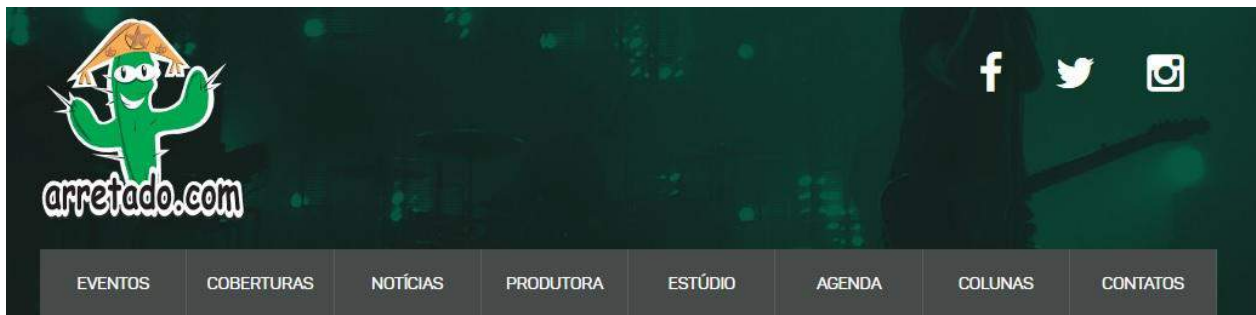 arretado.com
EVENTOS COBERTURAS NOTÍCIAS PRODUTORA ESTÚDIO AGENDA COLUNAS CONTATOS